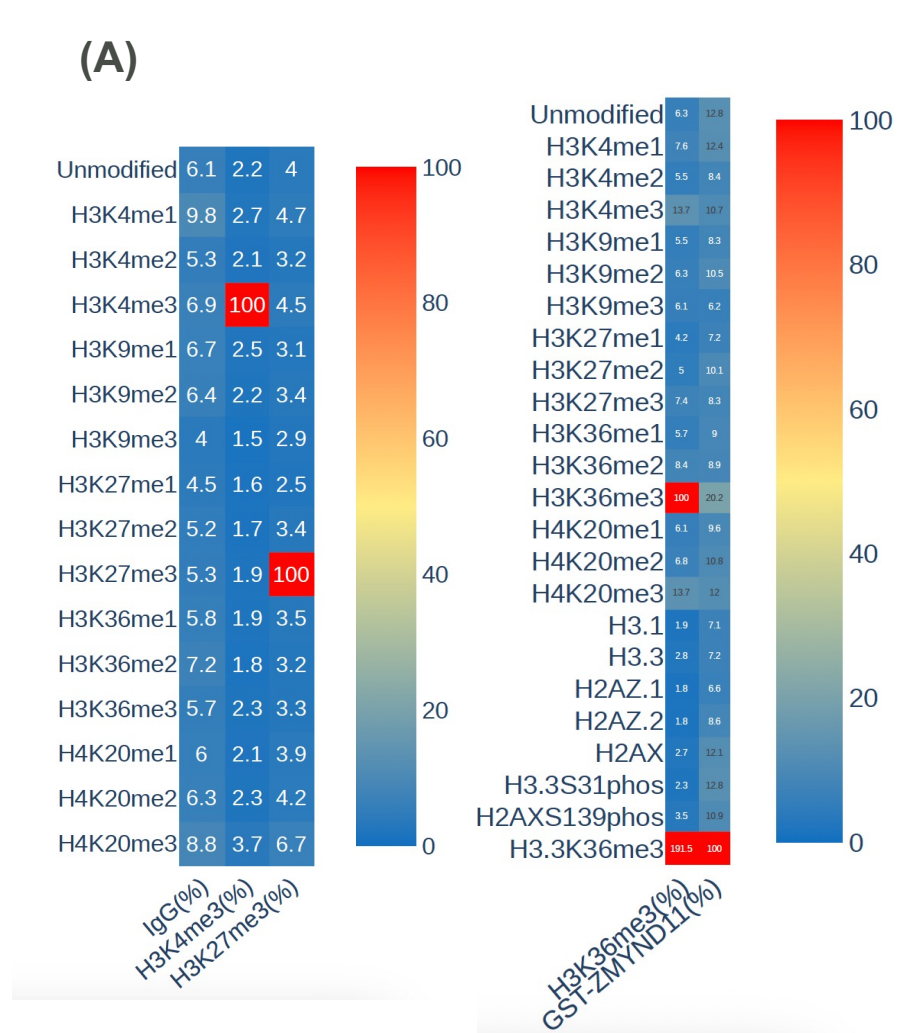 (A)
Unmodified 6.1 2.2 4
H3K4me1 9.8 2.7 4.7
H3K4me2 5.3 2.1 3.2
H3K4me3 6.9 100 4.5
H3K9me1 6.7 2.5 3.1
H3K9me2 6.4 2.2 3.4
H3K9me3 4 1.5 2.9
H3K27me1 4.5 1.6 2.5
H3K27me2 5.2 1.7 3.4
H3K27me3 5.3 1.9 100
H3K36me1 5.8 1.9 3.5
H3K36me2 7.2 1.8 3.2
H3K36me3 5.7 2.3 3.3
H4K20me1 6 2.1 3.9
H4K20me2 6.3 2.3 4.2
H4K20me3 8.8 3.7 6.7
IgG(%)
H3K4me3(%)
H3K27me3(%)
100
80
60
40
20
0
Unmodified 6.3 12.8
H3K4me1 7.6 12.4
H3K4me2 5.5 8.4
H3K4me3 13.7 10.7
H3K9me1 5.5 8.3
H3K9me2 6.3 10.5
H3K9me3 6.1 6.2
H3K27me1 4.2 7.2
H3K27me2 5 10.1
H3K27me3 7.4 8.3
H3K36me1 5.7 9
H3K36me2 8.4 8.9
H3K36me3 100 20.2
H4K20me1 6.1 9.6
H4K20me2 6.8 10.8
H4K20me3 13.7 12
H3.1 1.9 7.1
H3.3 2.8 7.2
H2AZ.1 1.8 6.6
H2AZ.2 1.8 8.6
H2AX 2.7 12.1
H3.3S31phos 2.3 12.8
H2AXS139phos 3.5 10.9
H3.3K36me3 191.5 100
H3K36me3(%)
GST-ZMYND11(%)
100
80
60
40
20
0